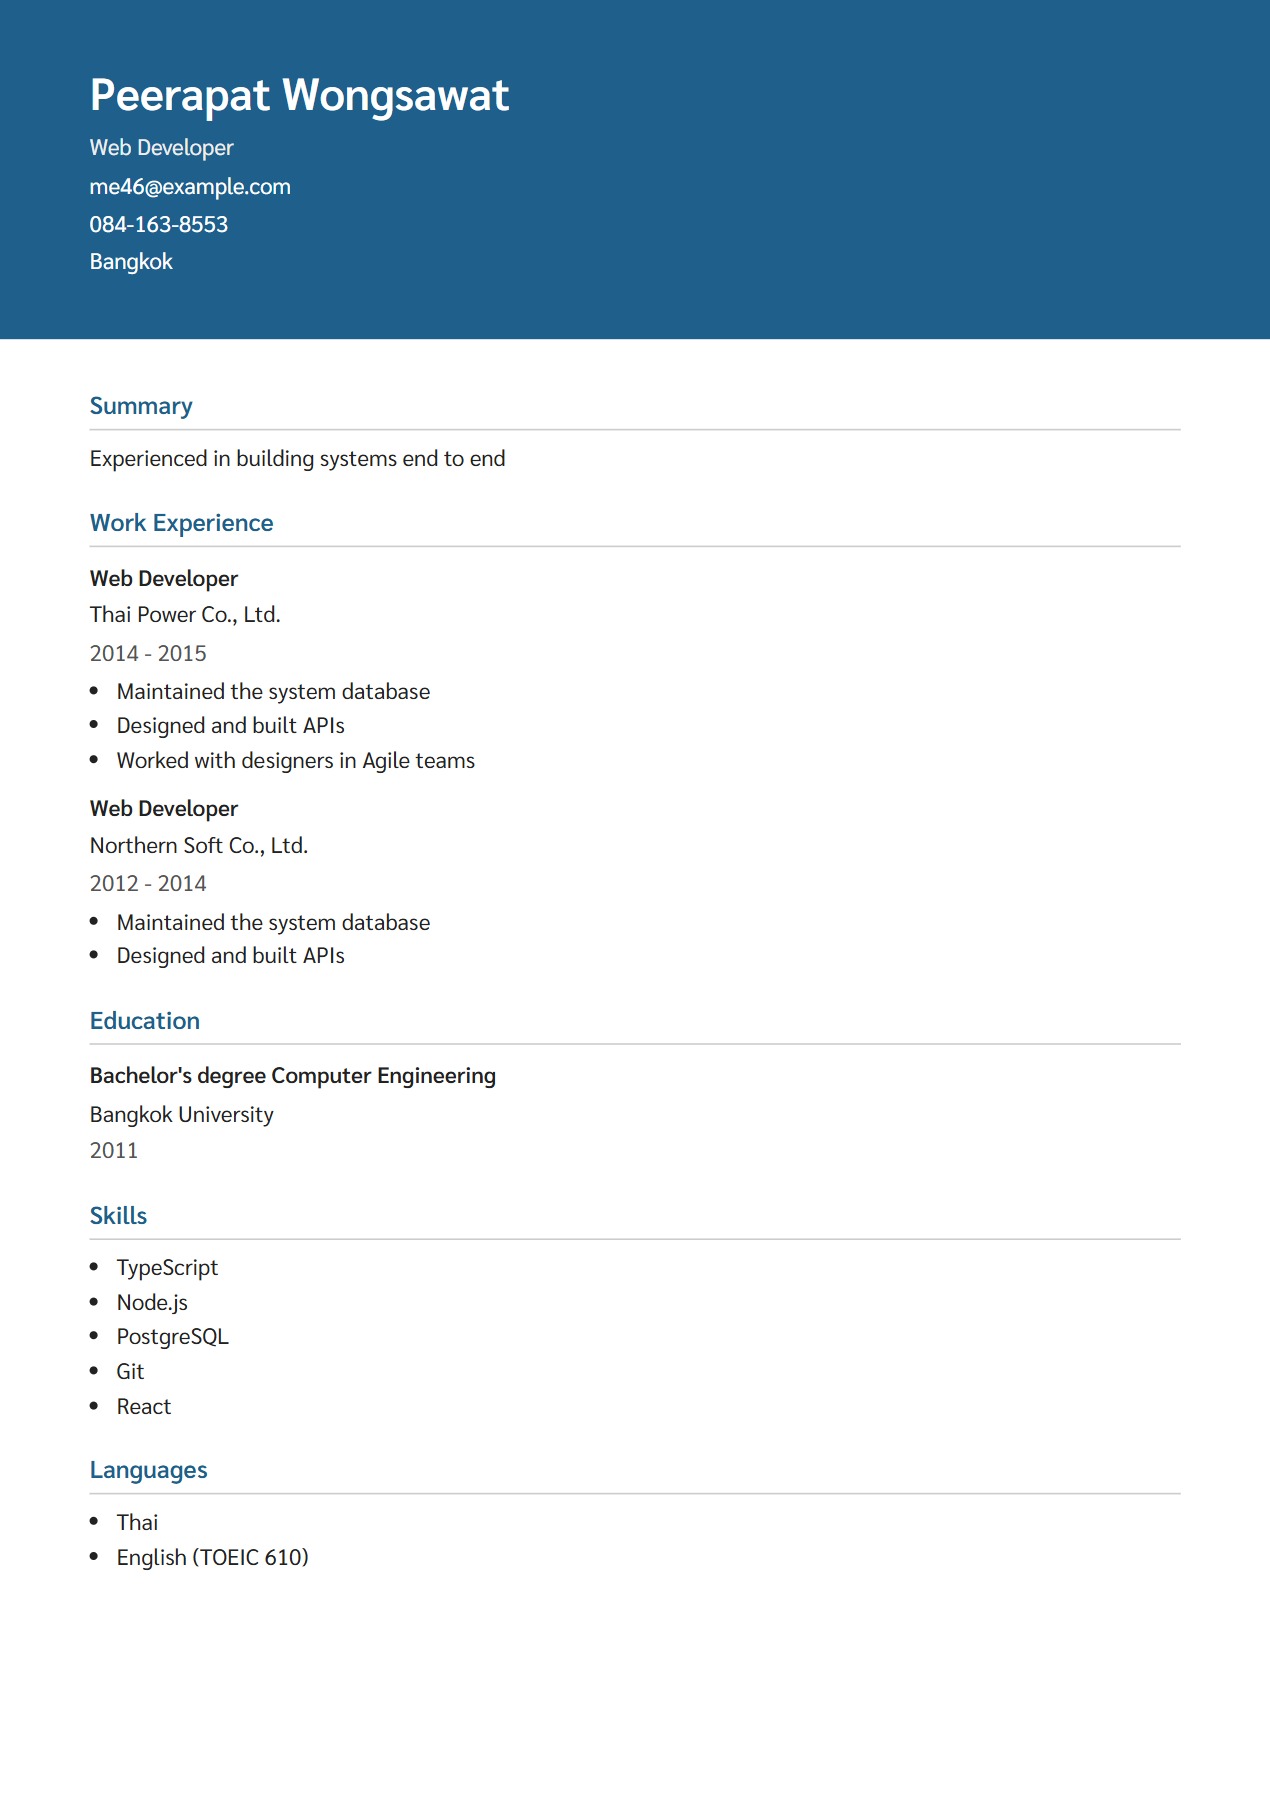 Peerapat Wongsawat
Web Developer
me46@example.com
084-163-8553
Bangkok
Summary
Experienced in building systems end to end
Work Experience
Web Developer
Thai Power Co., Ltd.
2014 - 2015
• Maintained the system database
• Designed and built APIs
• Worked with designers in Agile teams
Web Developer
Northern Soft Co., Ltd.
2012 - 2014
• Maintained the system database
• Designed and built APIs
Education
Bachelor's degree Computer Engineering
Bangkok University
2011
Skills
• TypeScript
• Node.js
• PostgreSQL
• Git
• React
Languages
• Thai
• English (TOEIC 610)